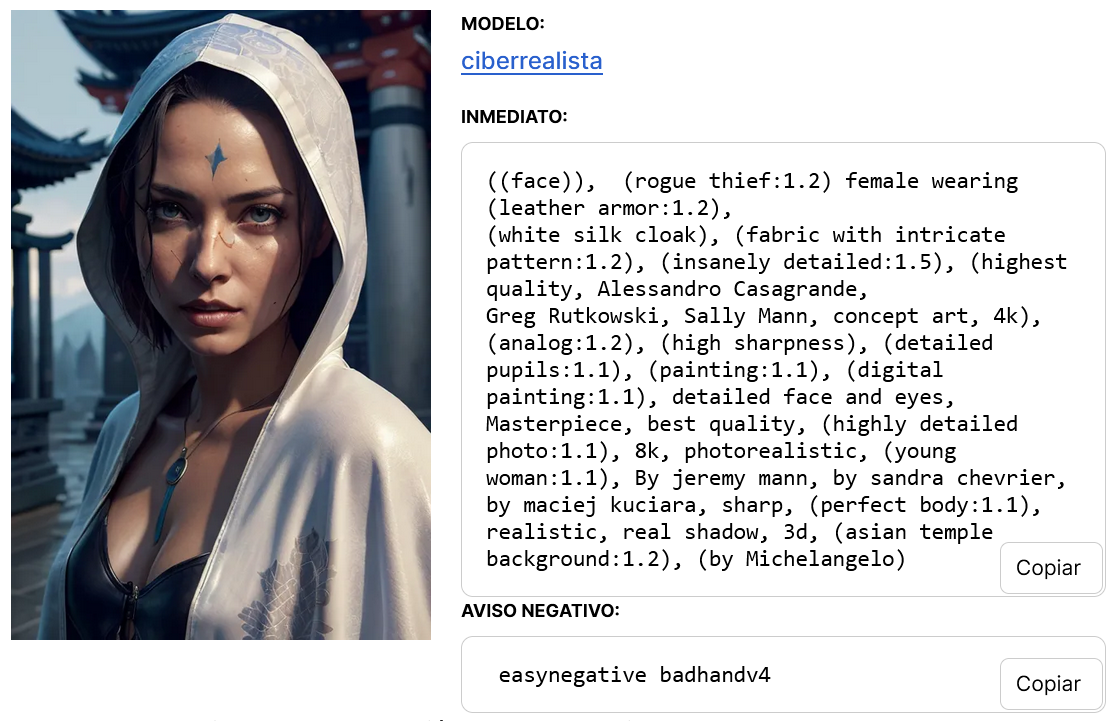 MODELO:
ciberrealista
INMEDIATO:
((face)),  (rogue thief:1.2) female wearing
(leather armor:1.2),
(white silk cloak), (fabric with intricate
pattern:1.2), (insanely detailed:1.5), (highest
quality, Alessandro Casagrande,
Greg Rutkowski, Sally Mann, concept art, 4k),
(analog:1.2), (high sharpness), (detailed
pupils:1.1), (painting:1.1), (digital
painting:1.1), detailed face and eyes,
Masterpiece, best quality, (highly detailed
photo:1.1), 8k, photorealistic, (young
woman:1.1), By jeremy mann, by sandra chevrier,
by maciej kuciara, sharp, (perfect body:1.1),
realistic, real shadow, 3d, (asian temple
background:1.2), (by Michelangelo)
Copiar
AVISO NEGATIVO:
easynegative badhandv4
Copiar